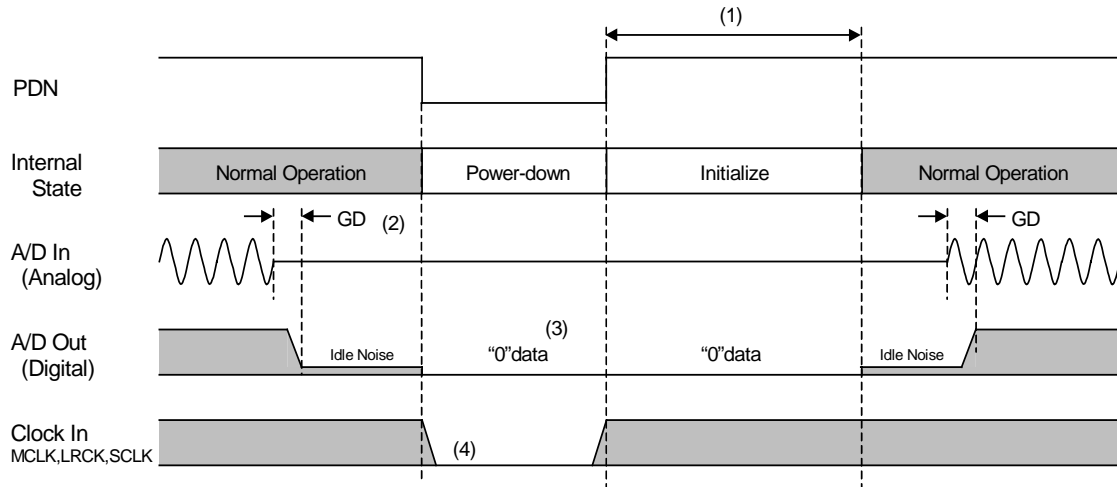 (1)
PDN
Internal
State
Normal Operation
Power-down
Initialize
Normal Operation
GD (2)
GD
A/D In
(Analog)
A/D Out
(Digital)
Idle Noise
(3)
“0”data
“0”data
Idle Noise
Clock In
MCLK,LRCK,SCLK
(4)